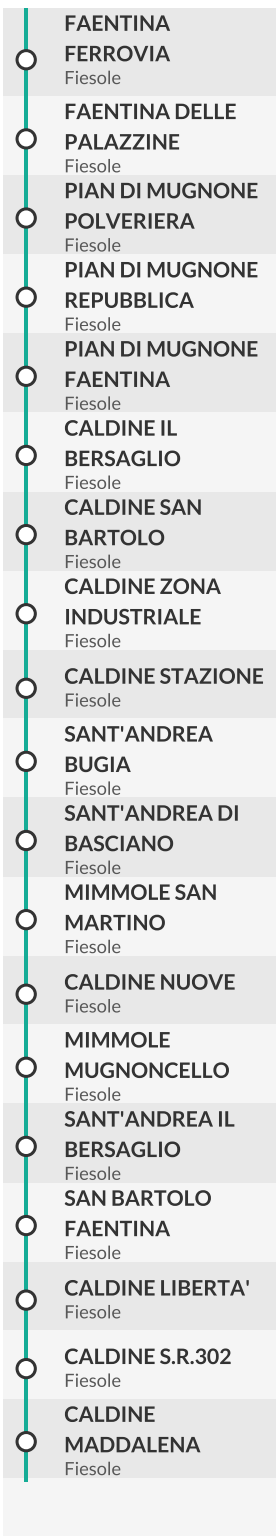 FAENTINA
FERROVIA
Fiesole
FAENTINA DELLE
PALAZZINE
Fiesole
PIAN DI MUGNONE
POLVERIERA
Fiesole
PIAN DI MUGNONE
REPUBBLICA
Fiesole
PIAN DI MUGNONE
FAENTINA
Fiesole
CALDINE IL
BERSAGLIO
Fiesole
CALDINE SAN
BARTOLO
Fiesole
CALDINE ZONA
INDUSTRIALE
Fiesole
CALDINE STAZIONE
Fiesole
SANT'ANDREA
BUGIA
Fiesole
SANT'ANDREA DI
BASCIANO
Fiesole
MIMMOLE SAN
MARTINO
Fiesole
CALDINE NUOVE
Fiesole
MIMMOLE
MUGNONCELLO
Fiesole
SANT'ANDREA IL
BERSAGLIO
Fiesole
SAN BARTOLO
FAENTINA
Fiesole
CALDINE LIBERTA'
Fiesole
CALDINE S.R.302
Fiesole
CALDINE
MADDALENA
Fiesole